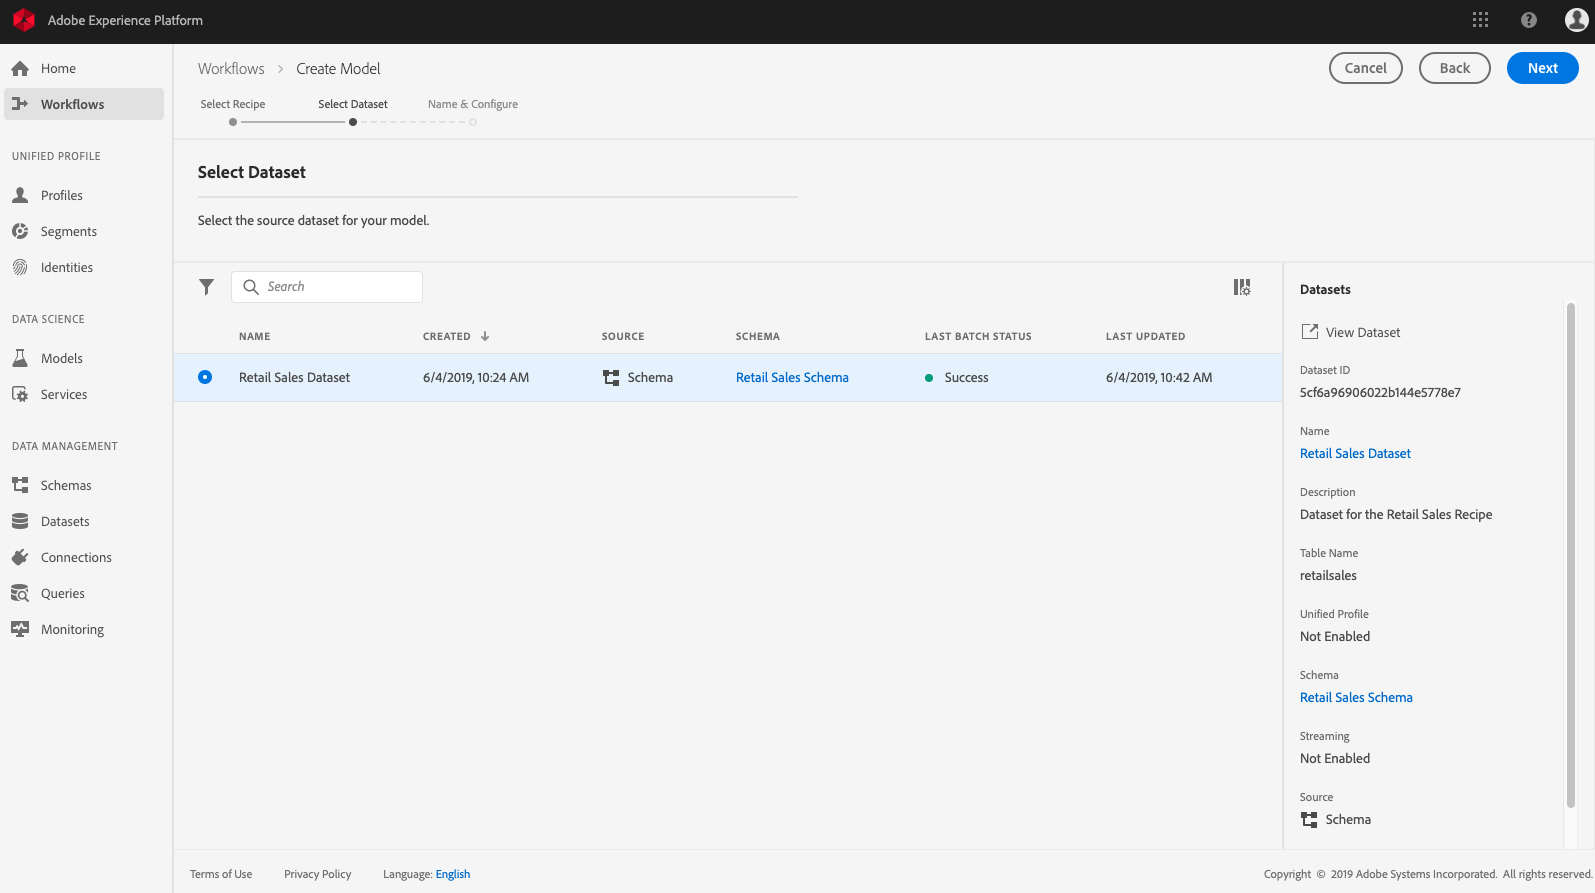 Adobe Experience Platform
Home
Workflows
UNIFIED PROFILE
Profiles
Segments
Identities
DATA SCIENCE
Models
Services
DATA MANAGEMENT
Schemas
Datasets
Connections
Queries
Monitoring
Workflows > Create Model
Cancel Back Next
Select Recipe Select Dataset Name & Configure
Select Dataset
Select the source dataset for your model.
Search
NAME CREATED ↓ SOURCE SCHEMA LAST BATCH STATUS LAST UPDATED
Retail Sales Dataset 6/4/2019, 10:24 AM Schema Retail Sales Schema Success 6/4/2019, 10:42 AM
Datasets
View Dataset
Dataset ID
5cf6a96906022b144e5778e7
Name
Retail Sales Dataset
Description
Dataset for the Retail Sales Recipe
Table Name
retailsales
Unified Profile
Not Enabled
Schema
Retail Sales Schema
Streaming
Not Enabled
Source
Schema
Terms of Use Privacy Policy Language: English
Copyright © 2019 Adobe Systems Incorporated. All rights reserved